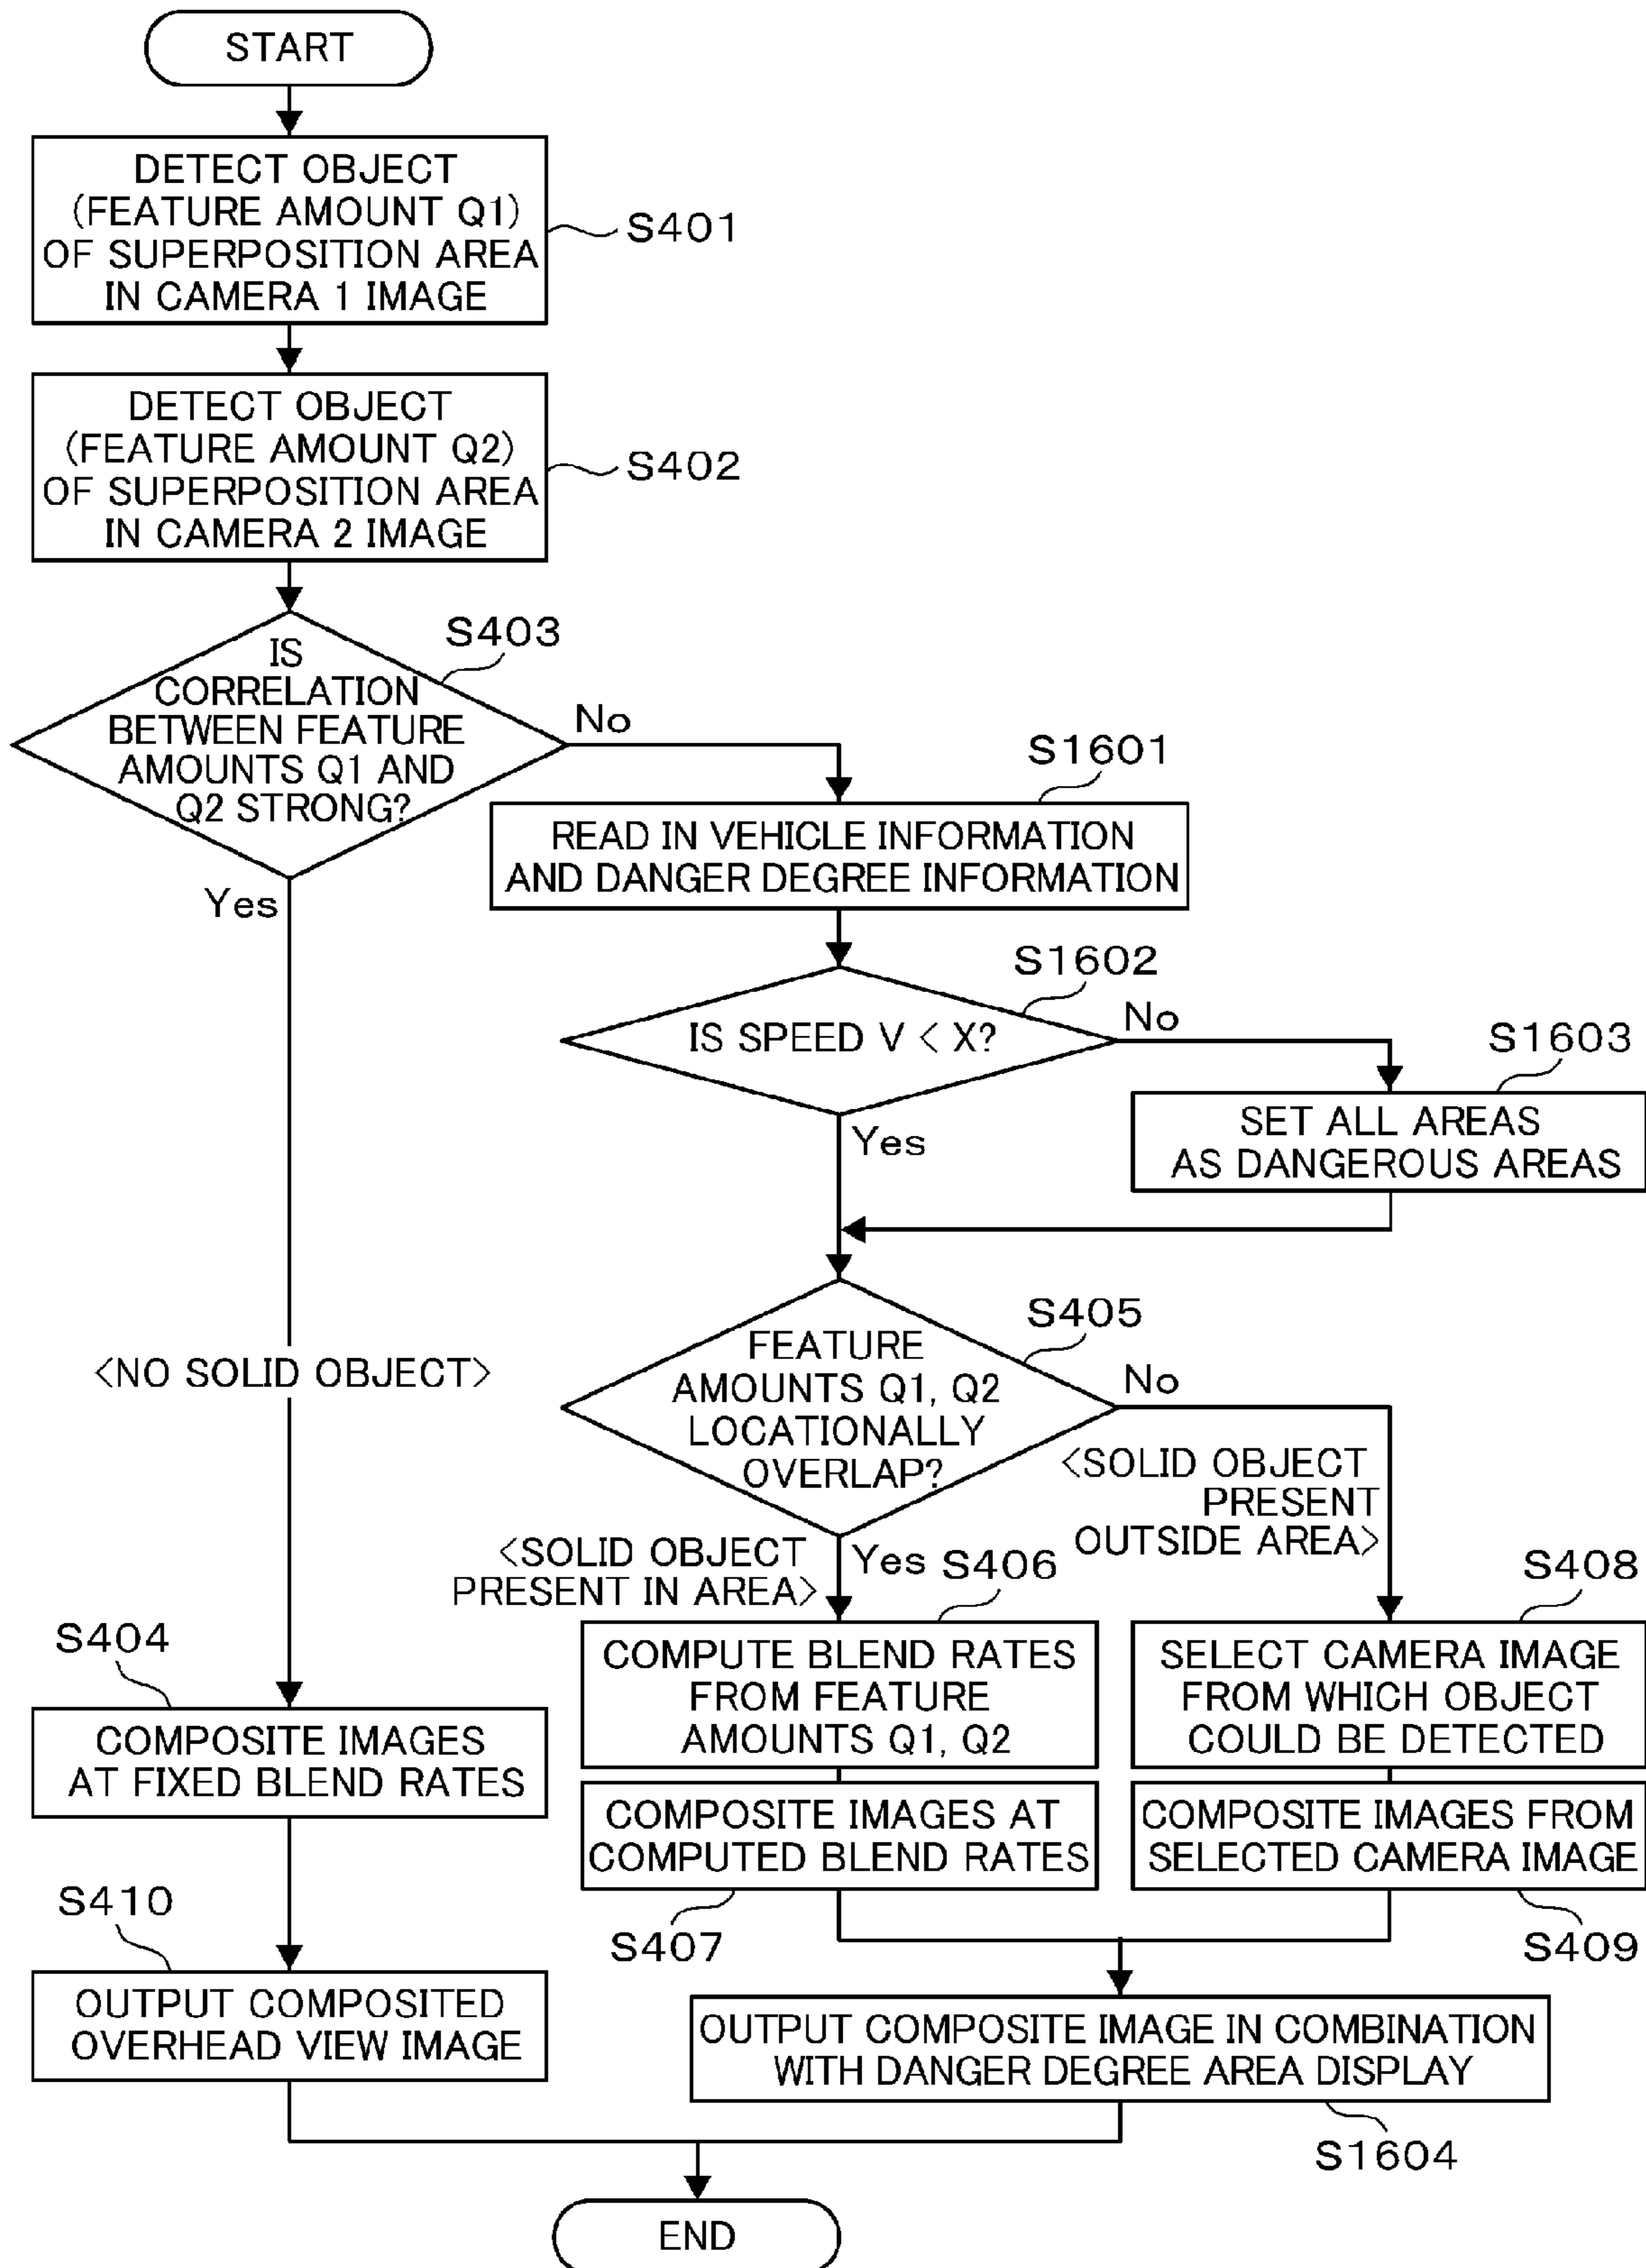 START
DETECT OBJECT
(FEATURE AMOUNT Q1)
OF SUPERPOSITION AREA
IN CAMERA 1 IMAGE
S401
DETECT OBJECT
(FEATURE AMOUNT Q2)
OF SUPERPOSITION AREA
IN CAMERA 2 IMAGE
S402
S403
IS
CORRELATION
BETWEEN FEATURE
AMOUNTS Q1 AND
Q2 STRONG?
No
Yes
S1601
READ IN VEHICLE INFORMATION
AND DANGER DEGREE INFORMATION
S1602
IS SPEED V < X?
No
Yes
S1603
SET ALL AREAS
AS DANGEROUS AREAS
<NO SOLID OBJECT>
S405
FEATURE
AMOUNTS Q1, Q2
LOCATIONALLY
OVERLAP?
No
<SOLID OBJECT
PRESENT
OUTSIDE AREA>
<SOLID OBJECT
PRESENT IN AREA>
Yes
S406
S408
COMPUTE BLEND RATES
FROM FEATURE
AMOUNTS Q1, Q2
SELECT CAMERA IMAGE
FROM WHICH OBJECT
COULD BE DETECTED
S404
COMPOSITE IMAGES
AT FIXED BLEND RATES
COMPOSITE IMAGES AT
COMPUTED BLEND RATES
S407
COMPOSITE IMAGES FROM
SELECTED CAMERA IMAGE
S409
S410
OUTPUT COMPOSITED
OVERHEAD VIEW IMAGE
OUTPUT COMPOSITE IMAGE IN COMBINATION
WITH DANGER DEGREE AREA DISPLAY
S1604
END